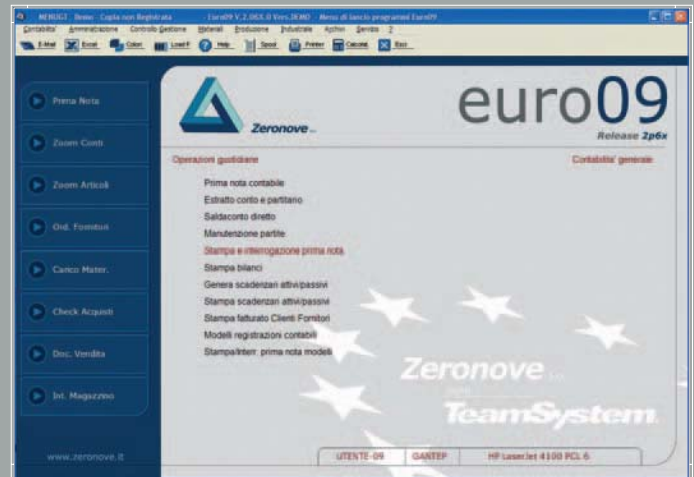 MENUG1 Demo - Copia non Registrata - Euro09 V.2.DEX.0 Vers.DEMO - Menu di lancio programmi Euro09
Contabilita' Amministrazione Controllo Gestione Materiali Produzione Industriale Archivi Servizio ?
E-Mail Excel Colori Load F. Help Spool Printer Calcolat. Esci
euro09
Release 2p6x
Zeronove
Operazioni quotidiane Contabilita' generale
Prima Nota
Zoom Conti
Zoom Articoli
Ord. Fornitori
Carico Mater.
Check Acquisti
Doc. Vendita
Int. Magazzino
Prima nota contabile
Estratto conto e partitario
Saldaconto diretto
Manutenzione partite
Stampa e interrogazione prima nota
Stampa bilanci
Genera scadenzari attivi/passivi
Stampa scadenzari attivi/passivi
Stampa fatturato Clienti Fornitori
Modelli registrazioni contabili
Stampa/Interr. prima nota modelli
Zeronove
TeamSystem
www.zeronove.it
UTENTE-09 GANTEP HP LaserJet 4100 PCL 6